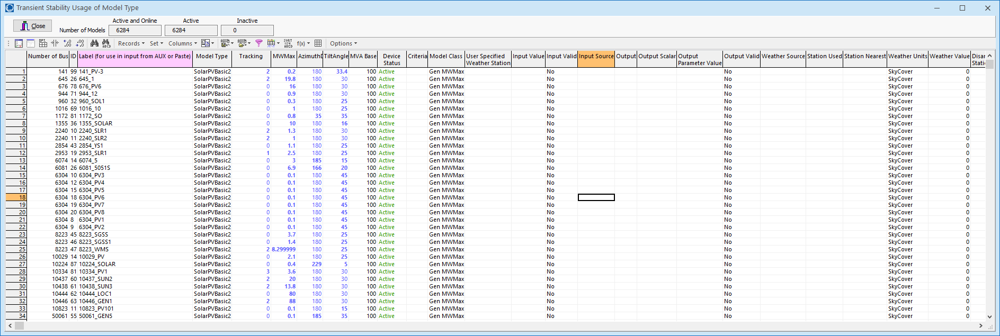 Transient Stability Usage of Model Type
Close
Number of Models
Active and Online
Active
Inactive
6284
6284
0
Records Set Columns f(x) Options
Number of Bus ID Label (for use in input from AUX or Paste) Model Type Tracking MWMax AzimuthD TiltAngle MVA Base Device Status Criteria Model Class User Specified Weather Station Input Value Input Valid Input Source Output Output Scalar Output Parameter Value Output Valid Weather Source Station Used Station Nearest Weather Units Weather Value Disar Static
1 141 99 141_PV-3 SolarPVBasic2 2 0.2 180 33.4 100 Active Gen MWMax No No SkyCover 0
2 645 26 645_1 SolarPVBasic2 2 19.8 180 30 100 Active Gen MWMax No No SkyCover 0
3 676 78 676_PV6 SolarPVBasic2 0 16 180 30 100 Active Gen MWMax No No SkyCover 0
4 944 71 944_12 SolarPVBasic2 0 0.9 180 30 100 Active Gen MWMax No No SkyCover 0
5 960 32 960_SOL1 SolarPVBasic2 0 0.3 180 25 100 Active Gen MWMax No No SkyCover 0
6 1016 69 1016_10 SolarPVBasic2 0 1 180 25 100 Active Gen MWMax No No SkyCover 0
7 1172 81 1172_SO SolarPVBasic2 0 0.8 35 35 100 Active Gen MWMax No No SkyCover 0
8 1355 36 1355_SOLAR SolarPVBasic2 0 10 180 16 100 Active Gen MWMax No No SkyCover 0
9 2240 10 2240_SLR1 SolarPVBasic2 2 1.3 180 30 100 Active Gen MWMax No No SkyCover 0
10 2240 11 2240_SLR2 SolarPVBasic2 2 1 180 30 100 Active Gen MWMax No No SkyCover 0
11 2854 43 2854_YS1 SolarPVBasic2 0 1.1 180 25 100 Active Gen MWMax No No SkyCover 0
12 2953 19 2953_SLR1 SolarPVBasic2 1 2.5 180 25 100 Active Gen MWMax No No SkyCover 0
13 6074 14 6074_5 SolarPVBasic2 0 3 185 15 100 Active Gen MWMax No No SkyCover 0
14 6081 26 6081_5051S SolarPVBasic2 0 6.9 166 20 100 Active Gen MWMax No No SkyCover 0
15 6304 10 6304_PV3 SolarPVBasic2 0 0.1 180 45 100 Active Gen MWMax No No SkyCover 0
16 6304 12 6304_PV4 SolarPVBasic2 0 0.1 180 45 100 Active Gen MWMax No No SkyCover 0
17 6304 15 6304_PV5 SolarPVBasic2 0 0.1 180 45 100 Active Gen MWMax No No SkyCover 0
18 6304 18 6304_PV6 SolarPVBasic2 0 0.1 180 45 100 Active Gen MWMax No No SkyCover 0
19 6304 19 6304_PV7 SolarPVBasic2 0 0.1 180 45 100 Active Gen MWMax No No SkyCover 0
20 6304 20 6304_PV8 SolarPVBasic2 0 0.1 180 45 100 Active Gen MWMax No No SkyCover 0
21 6304 8 6304_PV1 SolarPVBasic2 0 0.1 180 45 100 Active Gen MWMax No No SkyCover 0
22 6304 9 6304_PV2 SolarPVBasic2 0 0.1 180 45 100 Active Gen MWMax No No SkyCover 0
23 8223 45 8223_SGSS SolarPVBasic2 0 3.7 180 25 100 Active Gen MWMax No No SkyCover 0
24 8223 46 8223_SGSS1 SolarPVBasic2 0 1.4 180 25 100 Active Gen MWMax No No SkyCover 0
25 8223 47 8223_WMS SolarPVBasic2 2 8.299999 180 25 100 Active Gen MWMax No No SkyCover 0
26 10029 14 10029_PV SolarPVBasic2 0 2.1 180 25 100 Active Gen MWMax No No SkyCover 0
27 10224 87 10224_SOLAR SolarPVBasic2 0 0.4 229 5 100 Active Gen MWMax No No SkyCover 0
28 10334 81 10334_PV1 SolarPVBasic2 3 3.6 180 30 100 Active Gen MWMax No No SkyCover 0
29 10437 60 10437_SUN2 SolarPVBasic2 2 20 180 30 100 Active Gen MWMax No No SkyCover 0
30 10438 61 10438_SUN3 SolarPVBasic2 2 13.8 180 30 100 Active Gen MWMax No No SkyCover 0
31 10444 62 10444_LOC1 SolarPVBasic2 0 80 180 30 100 Active Gen MWMax No No SkyCover 0
32 10446 63 10446_GEN1 SolarPVBasic2 2 88 180 30 100 Active Gen MWMax No No SkyCover 0
33 10823 11 10823_PV101 SolarPVBasic2 0 0.1 180 15 100 Active Gen MWMax No No SkyCover 0
34 50061 55 50061_GEN5 SolarPVBasic2 0 0.1 185 35 100 Active Gen MWMax No No SkyCover 0